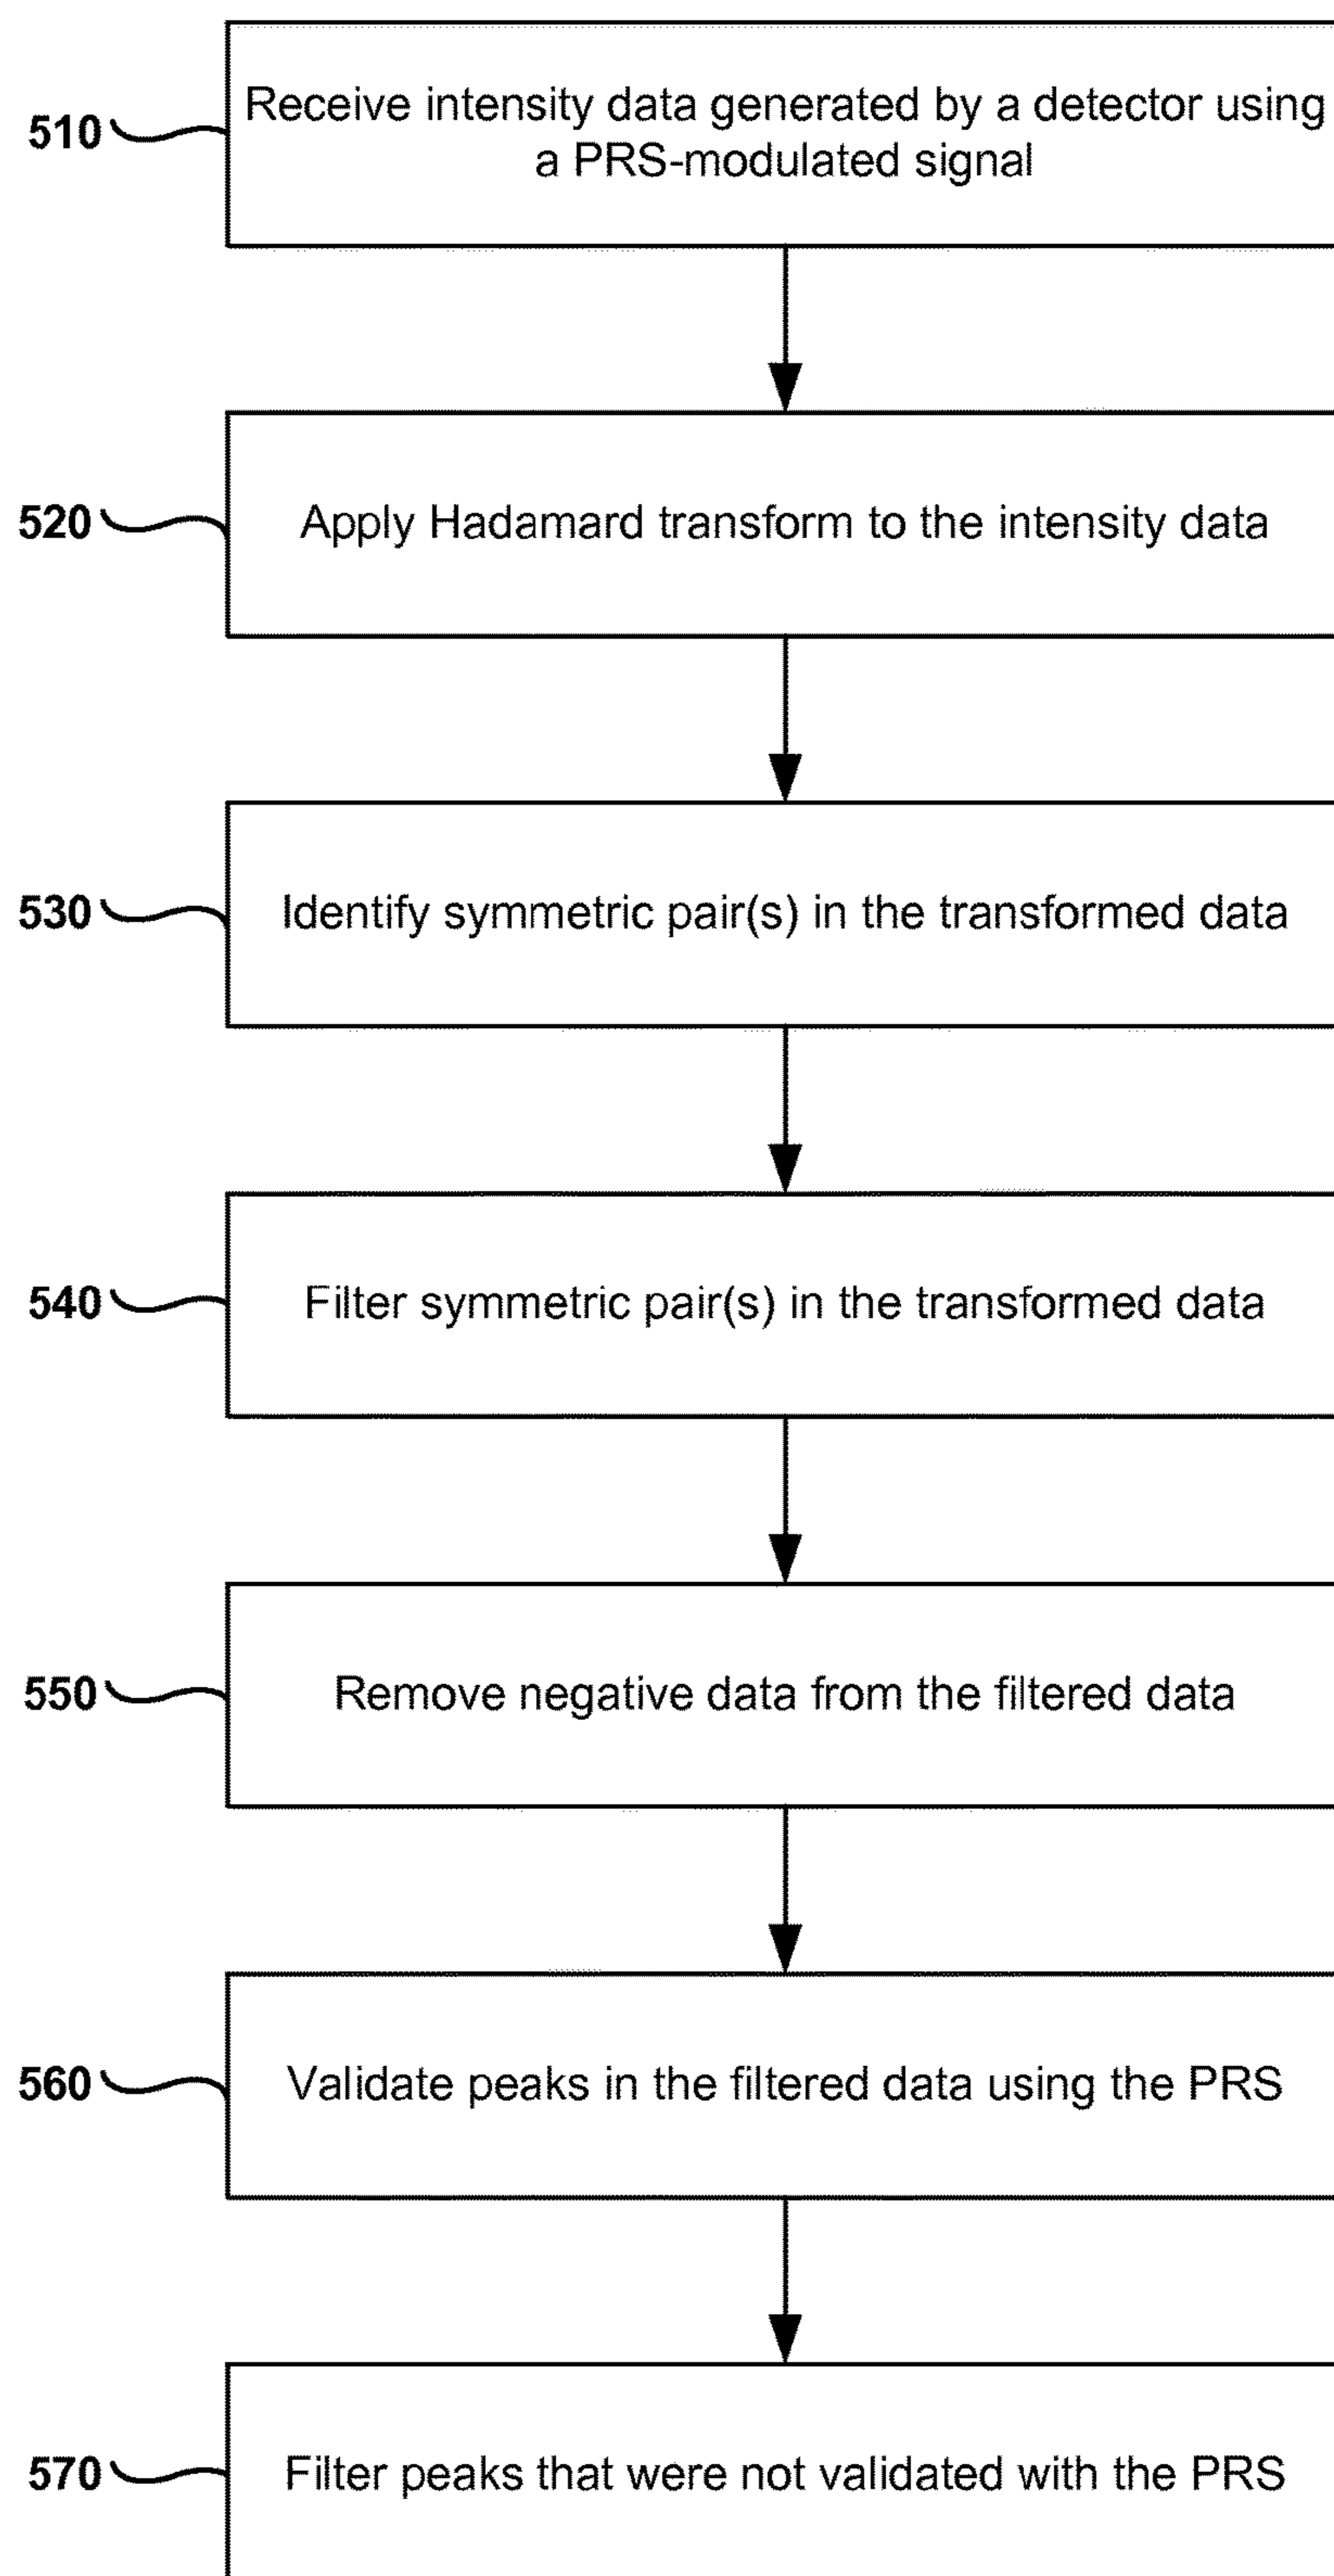 510
Receive intensity data generated by a detector using
a PRS-modulated signal
520
Apply Hadamard transform to the intensity data
530
Identify symmetric pair(s) in the transformed data
540
Filter symmetric pair(s) in the transformed data
550
Remove negative data from the filtered data
560
Validate peaks in the filtered data using the PRS
570
Filter peaks that were not validated with the PRS